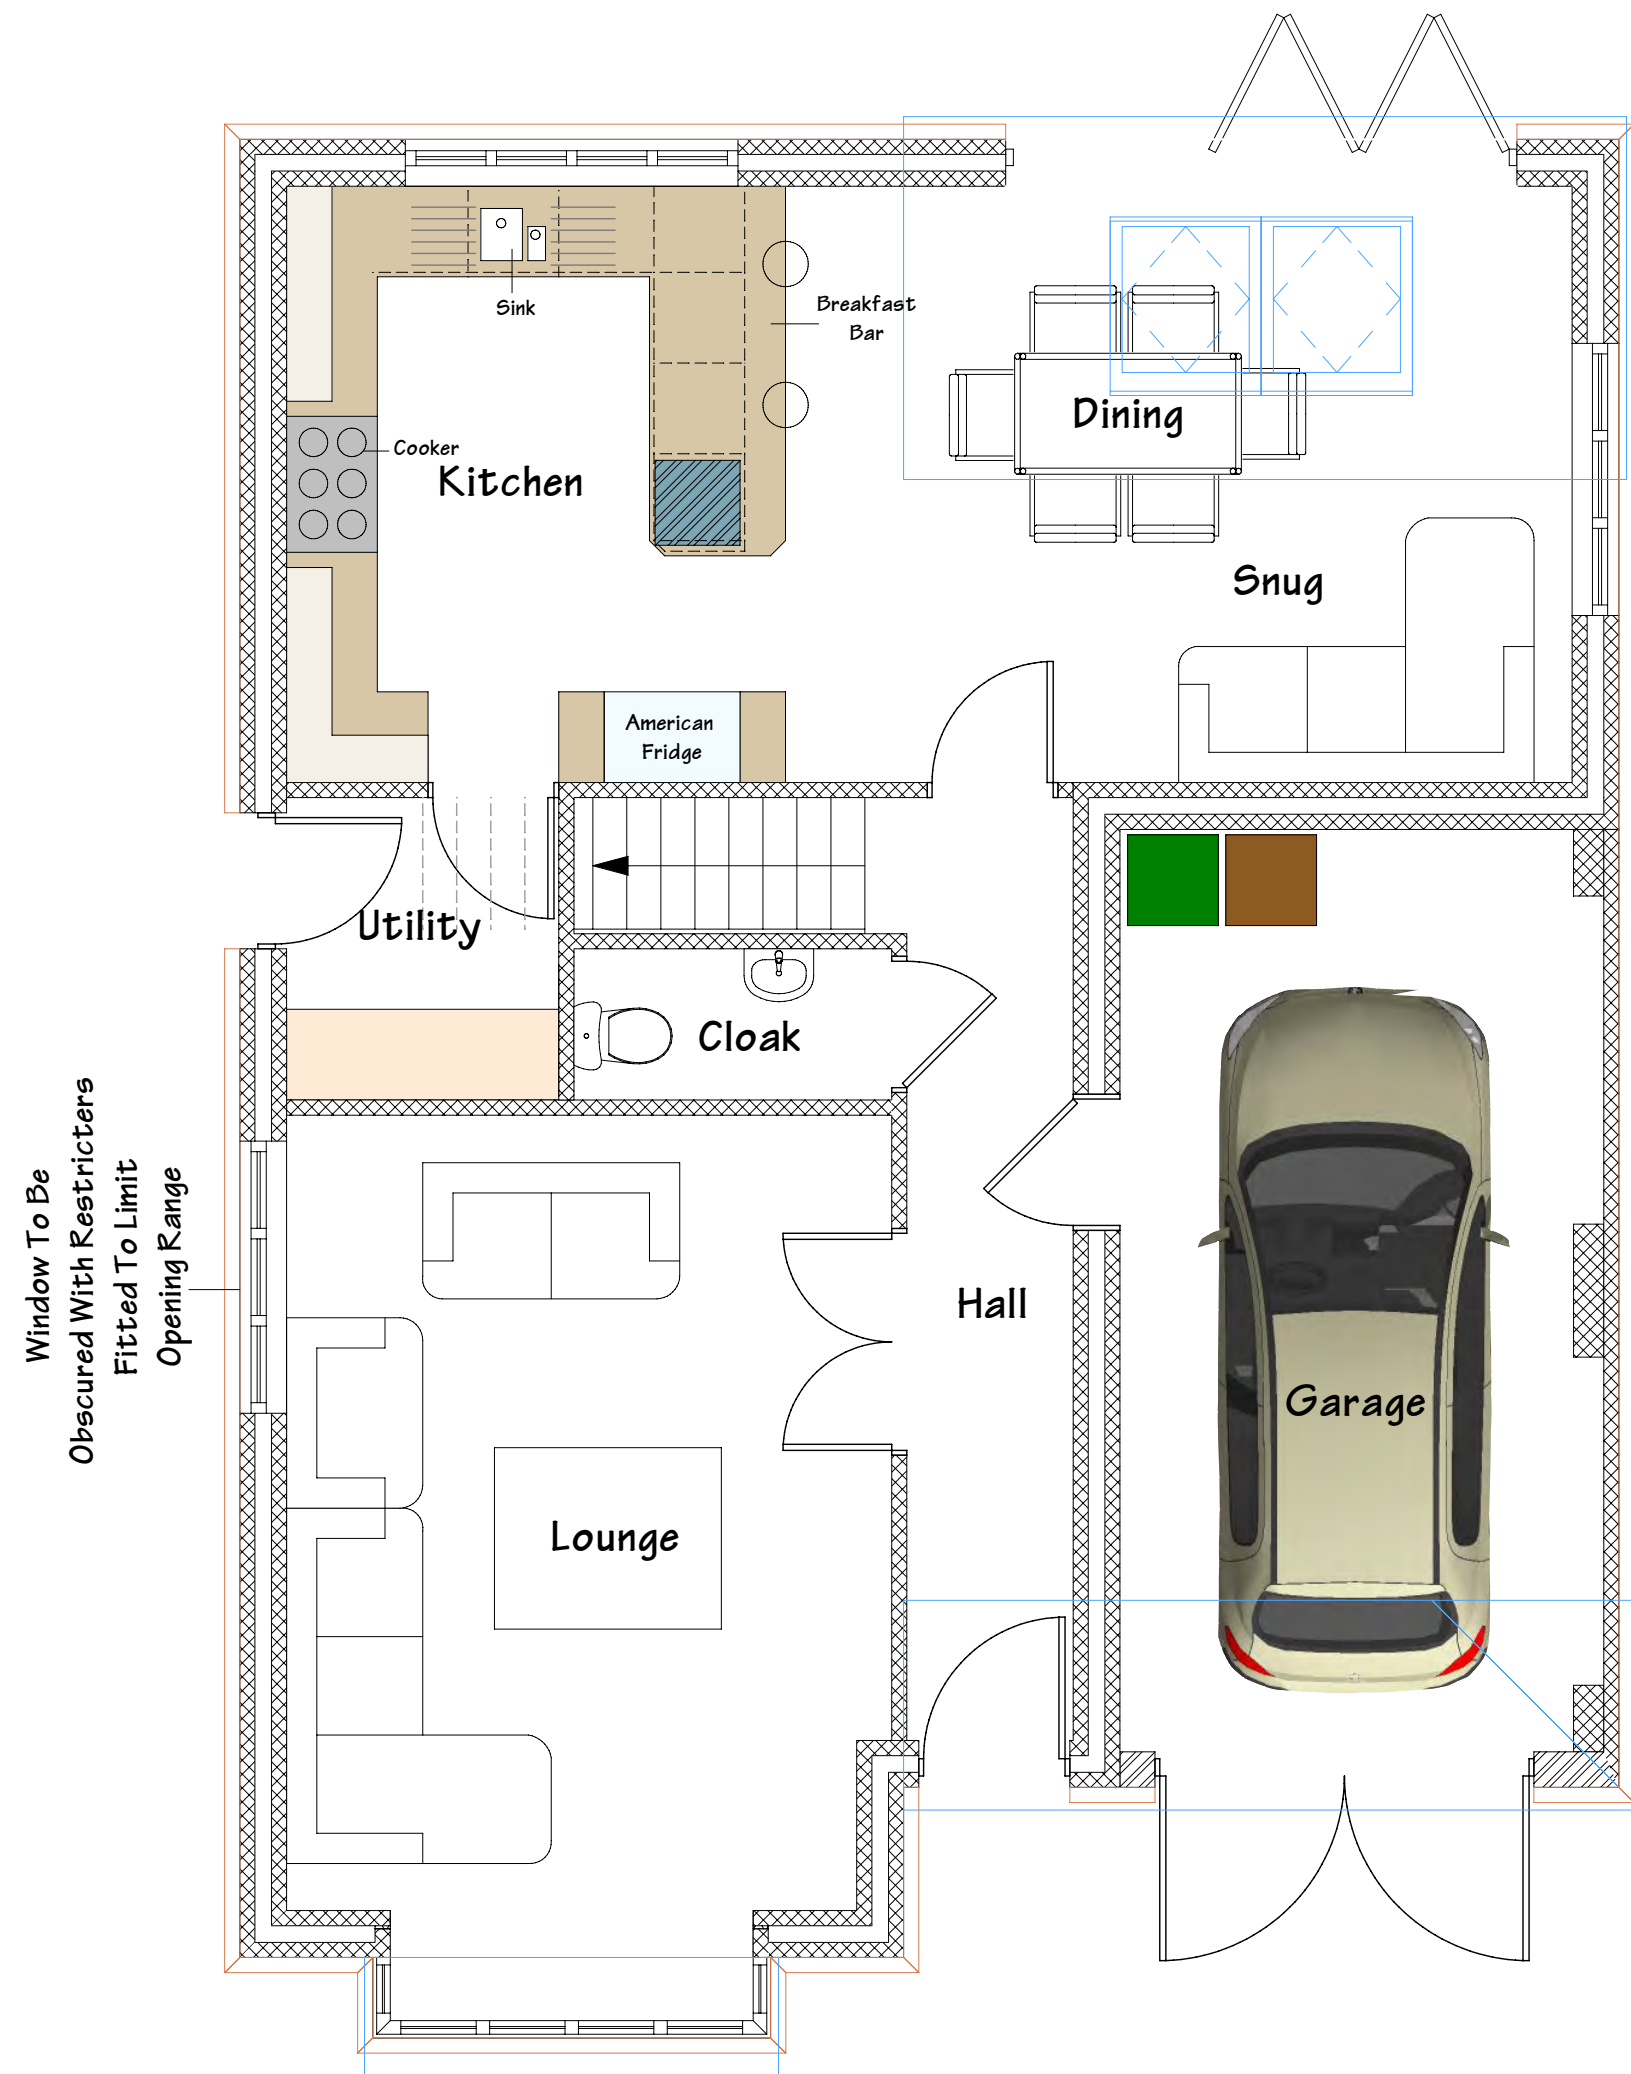 Sink
Breakfast
Bar
Dining
Cooker
Kitchen
Snug
American
Fridge
Utility
Cloak
Window To Be
Obscured With Restricters
Fitted To Limit
Opening Range
Hall
Garage
Lounge